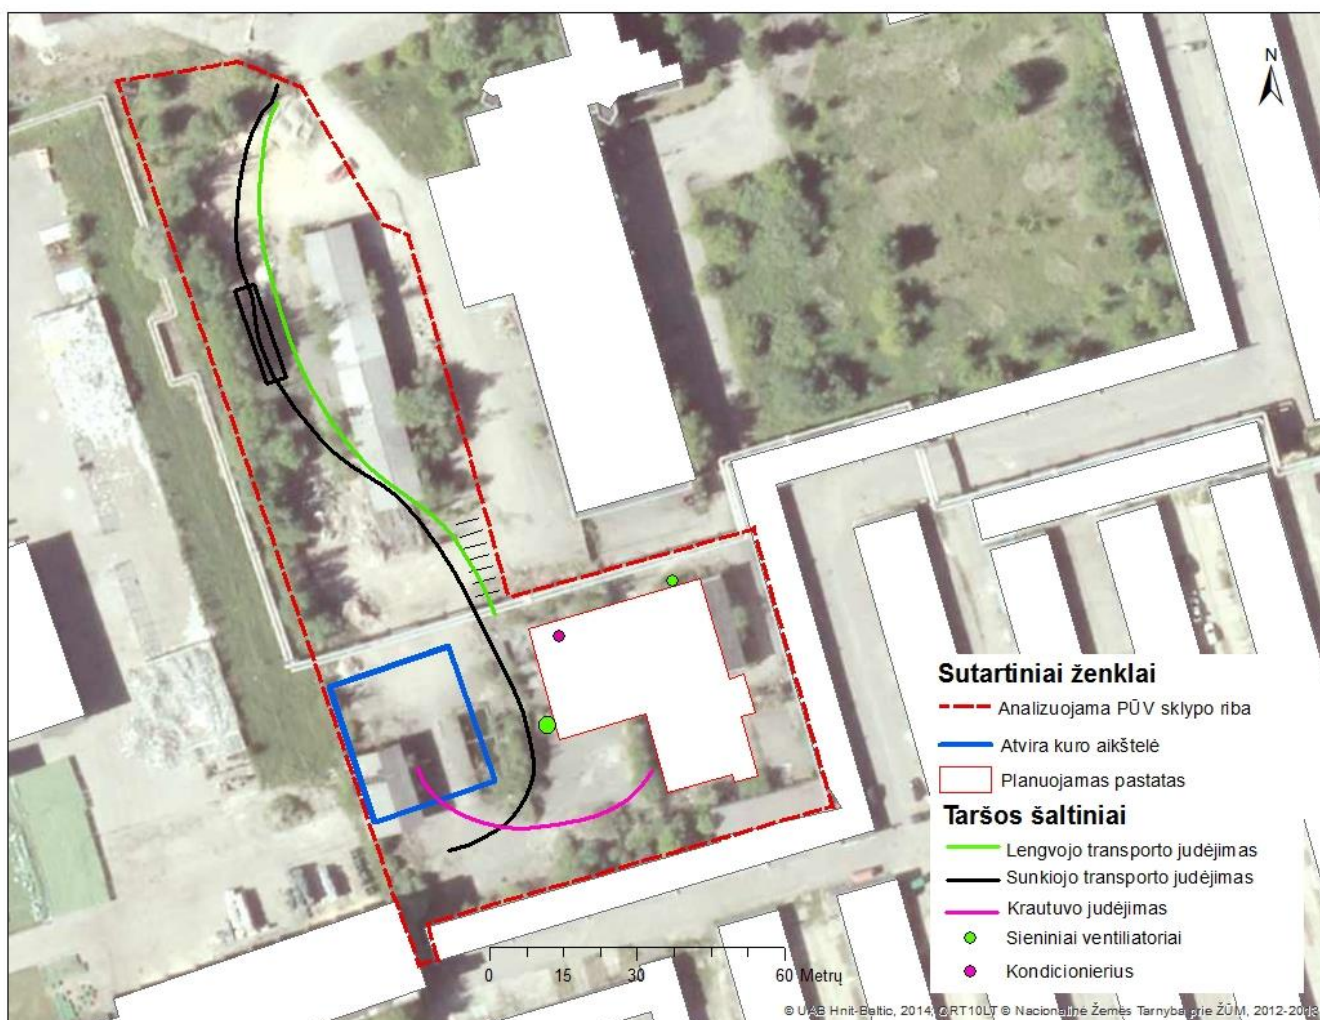 N
Sutartiniai ženklai
Analizuojama PŪV sklypo riba
Atvira kuro aikštelė
Planuojamas pastatas
Taršos šaltiniai
Lengvojo transporto judėjimas
Sunkiojo transporto judėjimas
Krautuvo judėjimas
Sieniniai ventiliatoriai
Kondicionierius
0 15 30 60 Metrų
© UAB Hnit-Baltic, 2014, ORT10LT © Nacionalinė Žemės Tarnyba prie ŽŪM, 2012-2013